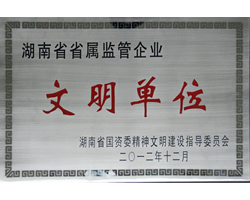 湖南省省属监管企业
文明单位
湖南省国资委精神文明建设指导委员会
二〇一二年十二月